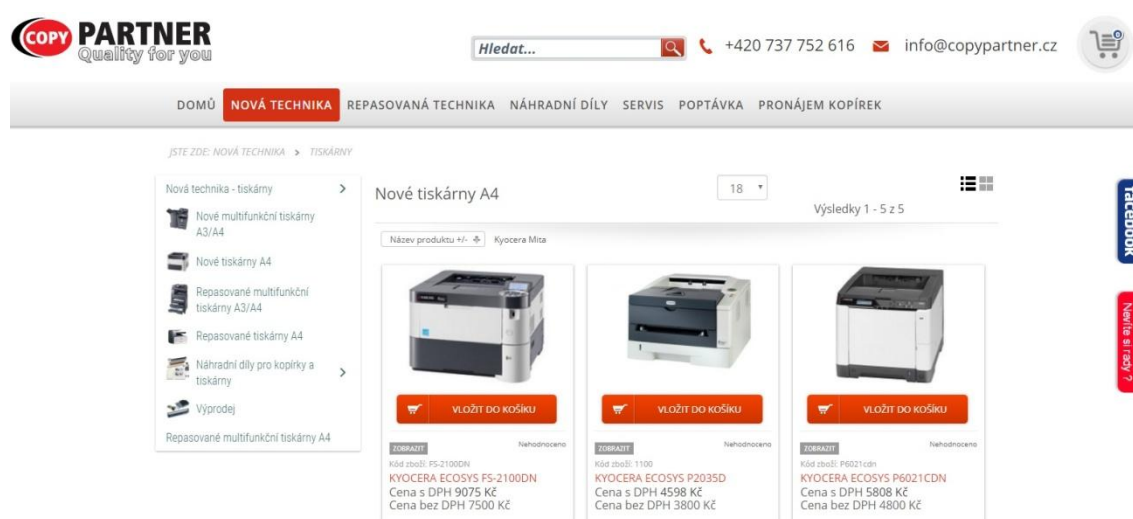 COPY PARTNER
Quality for you
Hledat...
+420 737 752 616
info@copypartner.cz
0
DOMŮ NOVÁ TECHNIKA REPASOVANÁ TECHNIKA NÁHRADNÍ DÍLY SERVIS POPTÁVKA PRONÁJEM KOPÍREK
JSTE ZDE: NOVÁ TECHNIKA > TISKÁRNY
Nová technika - tiskárny
Nové multifunkční tiskárny
A3/A4
Nové tiskárny A4
Repasované multifunkční
tiskárny A3/A4
Repasované tiskárny A4
Náhradní díly pro kopírky a
tiskárny
Výprodej
Repasované multifunkční tiskárny A4
Nové tiskárny A4
18
Výsledky 1 - 5 z 5
Název produktu +/-
Kyocera Mita
VLOŽIT DO KOŠÍKU
ZOBRAZIT
Nehodnoceno
Kód zboží: FS-2100DN
KYOCERA ECOSYS FS-2100DN
Cena s DPH 9075 Kč
Cena bez DPH 7500 Kč
VLOŽIT DO KOŠÍKU
ZOBRAZIT
Nehodnoceno
Kód zboží: 1100
KYOCERA ECOSYS P2035D
Cena s DPH 4598 Kč
Cena bez DPH 3800 Kč
VLOŽIT DO KOŠÍKU
ZOBRAZIT
Nehodnoceno
Kód zboží: P6021cdn
KYOCERA ECOSYS P6021CDN
Cena s DPH 5808 Kč
Cena bez DPH 4800 Kč
facebook
Nevíte si rady ?